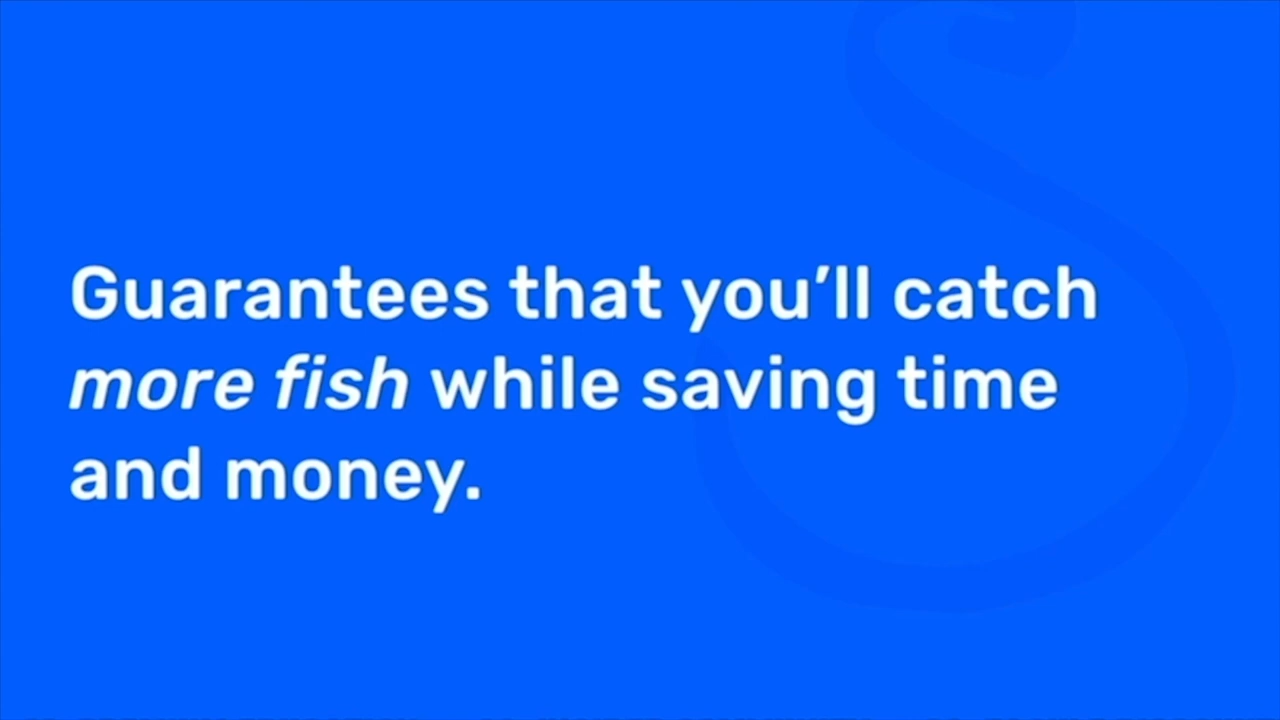 Guarantees that you’ll catch
more fish while saving time
and money.